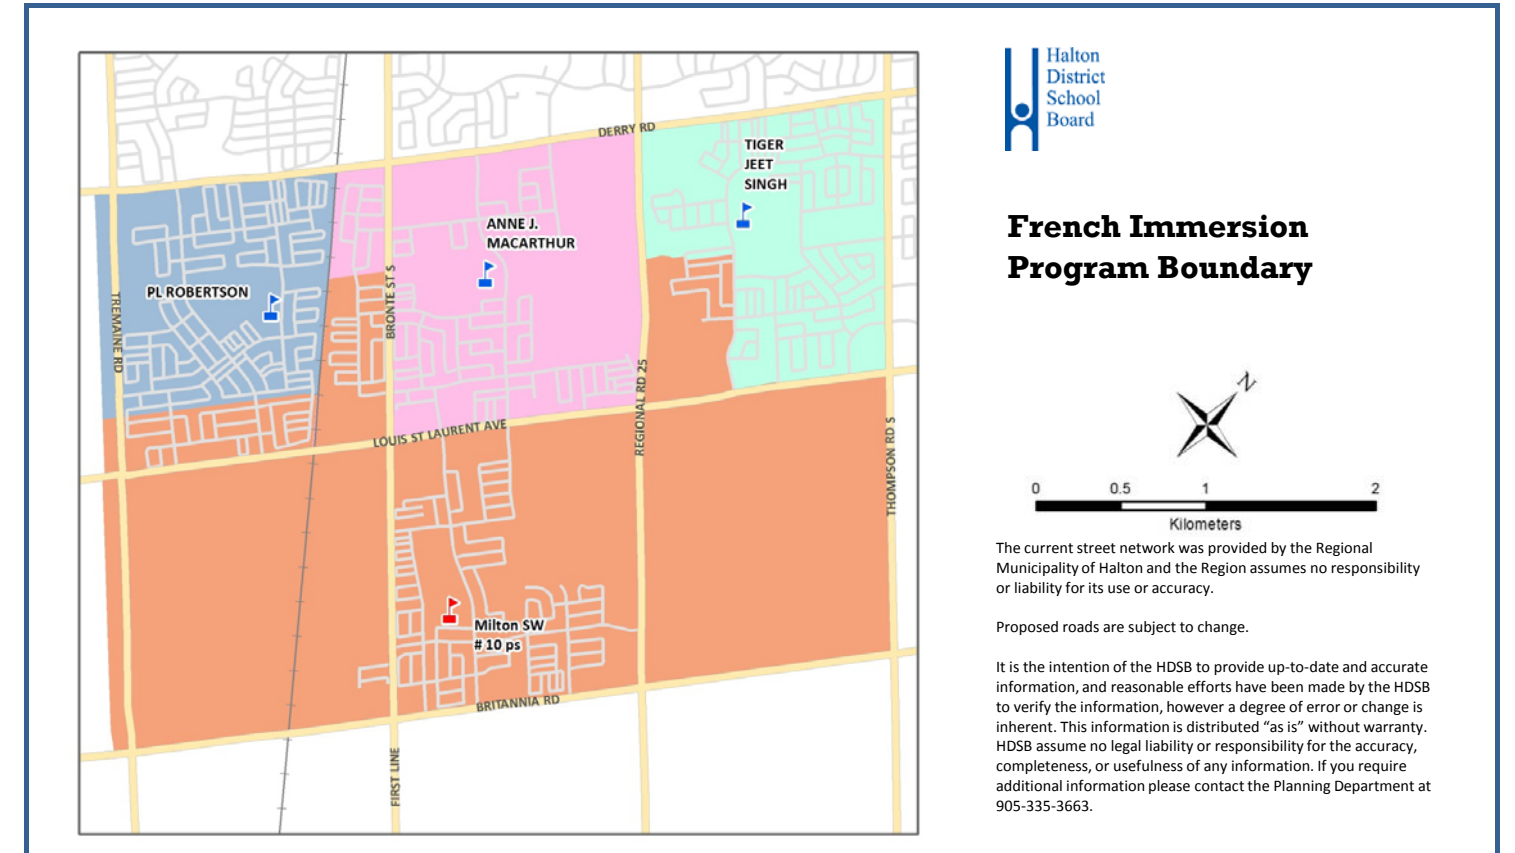 Halton
District
School
Board
French Immersion
Program Boundary
DERRY RD
TIGER
JEET
SINGH
ANNE J.
MACARTHUR
PL ROBERTSON
TREMAINE RD
BRONTE ST S
REGIONAL RD 25
LOUIS ST LAURENT AVE
THOMPSON RD S
Milton SW
# 10 ps
BRITANNIA RD
FIRST LINE
N
0 0.5 1 2
Kilometers
The current street network was provided by the Regional
Municipality of Halton and the Region assumes no responsibility
or liability for its use or accuracy.
Proposed roads are subject to change.
It is the intention of the HDSB to provide up-to-date and accurate
information, and reasonable efforts have been made by the HDSB
to verify the information, however a degree of error or change is
inherent. This information is distributed “as is” without warranty.
HDSB assume no legal liability or responsibility for the accuracy,
completeness, or usefulness of any information. If you require
additional information please contact the Planning Department at
905-335-3663.